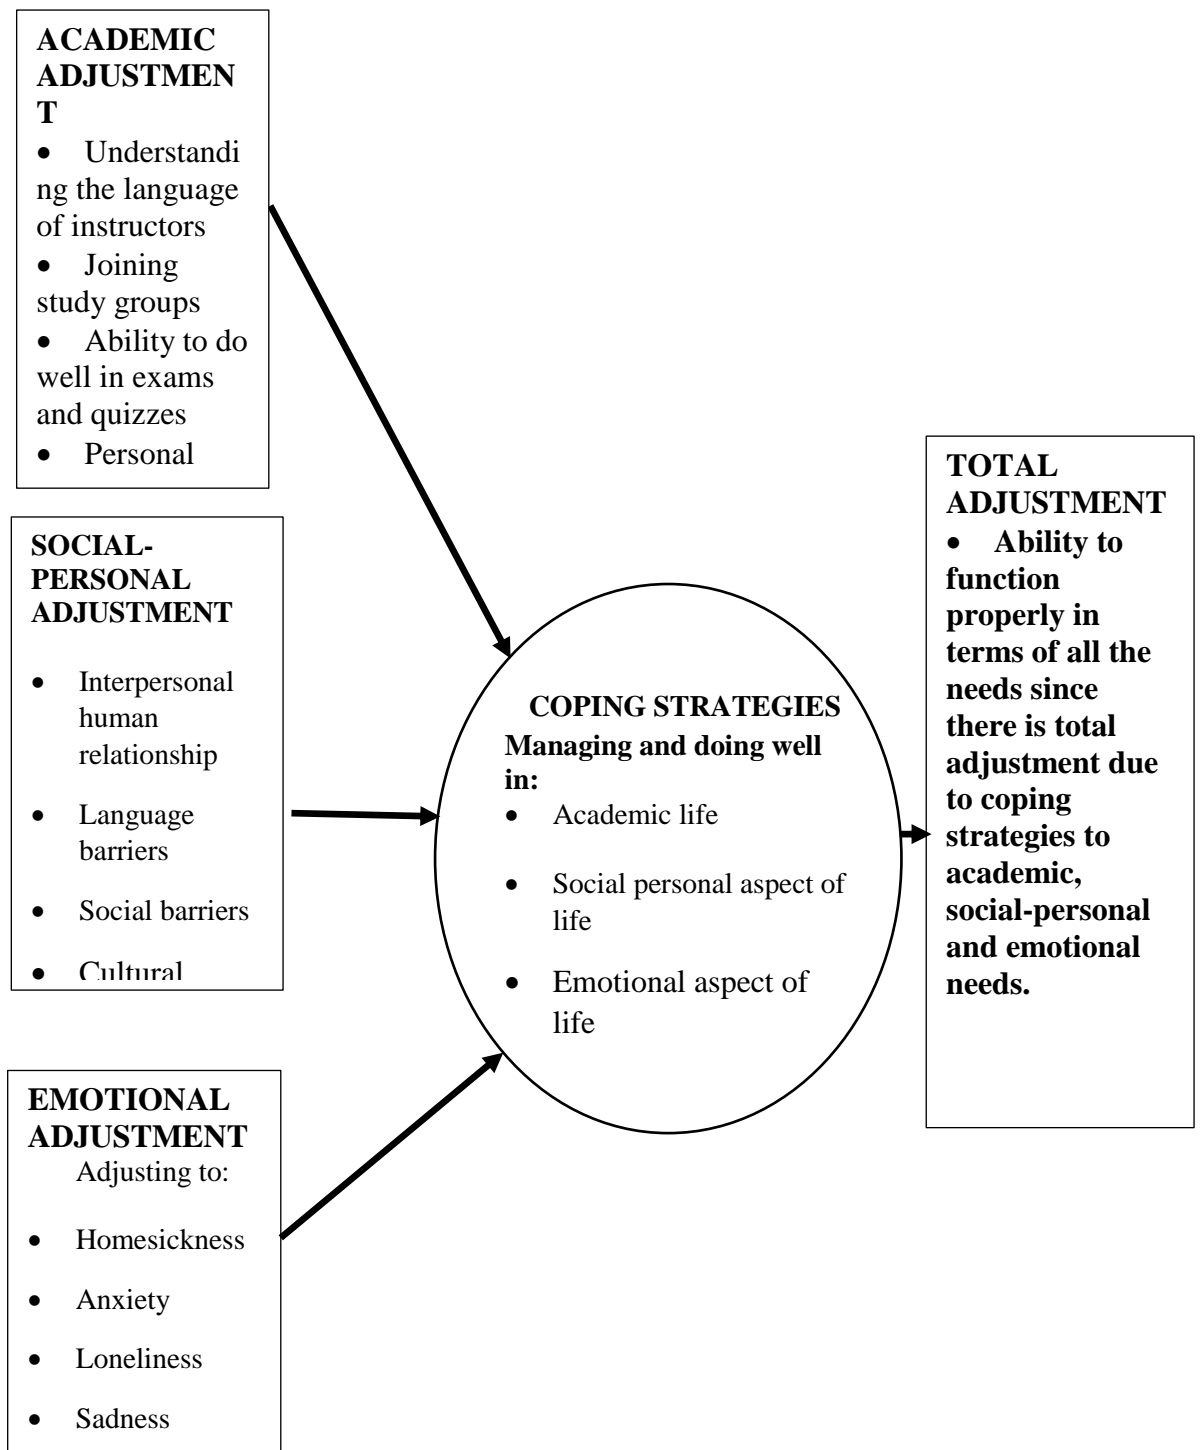 ACADEMIC
ADJUSTMEN
T
• Understandi
ng the language
of instructors
• Joining
study groups
• Ability to do
well in exams
and quizzes
• Personal
SOCIAL-
PERSONAL
ADJUSTMENT
• Interpersonal
human
relationship
• Language
barriers
• Social barriers
• Cultural
EMOTIONAL
ADJUSTMENT
Adjusting to:
• Homesickness
• Anxiety
• Loneliness
• Sadness
COPING STRATEGIES
Managing and doing well
in:
• Academic life
• Social personal aspect of
life
• Emotional aspect of
life
TOTAL
ADJUSTMENT
• Ability to
function
properly in
terms of all the
needs since
there is total
adjustment due
to coping
strategies to
academic,
social-personal
and emotional
needs.